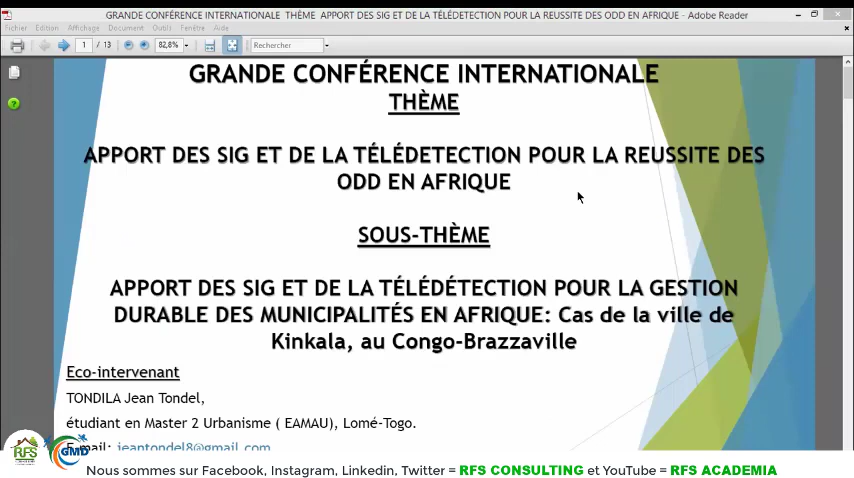 GRANDE CONFÉRENCE INTERNATIONALE THÈME APPORT DES SIG ET DE LA TÉLÉDETECTION POUR LA REUSSITE DES ODD EN AFRIQUE - Adobe Reader
Fichier Edition Affichage Document Outils Fenêtre Aide
1 / 13 82,8% Rechercher
GRANDE CONFÉRENCE INTERNATIONALE
THÈME
APPORT DES SIG ET DE LA TÉLÉDETECTION POUR LA REUSSITE DES
ODD EN AFRIQUE
SOUS-THÈME
APPORT DES SIG ET DE LA TÉLÉDÉTECTION POUR LA GESTION
DURABLE DES MUNICIPALITÉS EN AFRIQUE: Cas de la ville de
Kinkala, au Congo-Brazzaville
Eco-intervenant
TONDILA Jean Tondel,
étudiant en Master 2 Urbanisme ( EAMAU), Lomé-Togo.
E-mail: jeantondel8@gmail.com
RFS GMD
Nous sommes sur Facebook, Instagram, Linkedin, Twitter = RFS CONSULTING et YouTube = RFS ACADEMIA